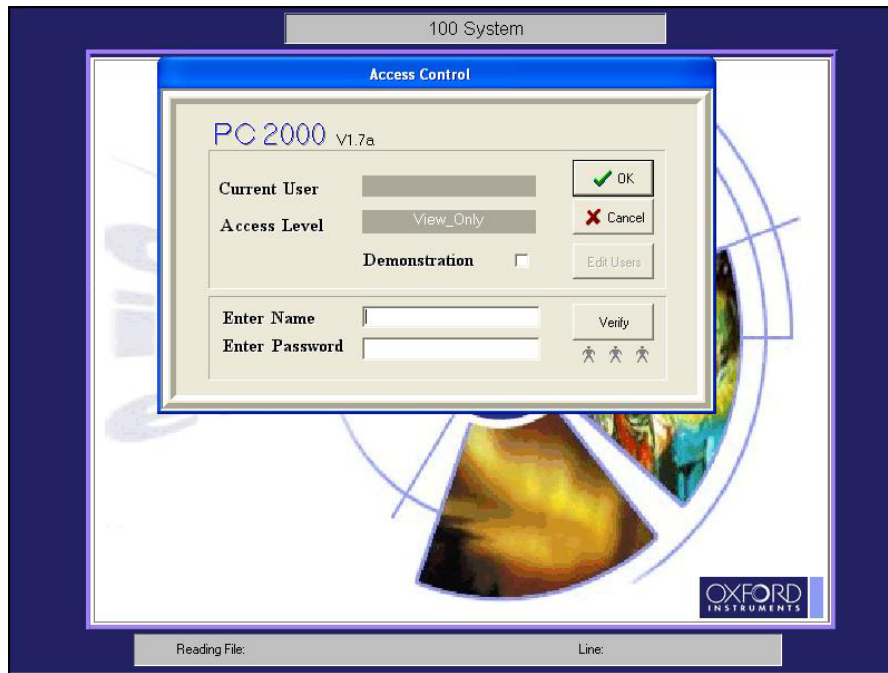 100 System
Access Control
PC 2000 V1.7a
Current User
OK
Access Level
View_Only
Cancel
Demonstration
Edit Users
Enter Name
Verify
Enter Password
OXFORD
INSTRUMENTS
Reading File:
Line: